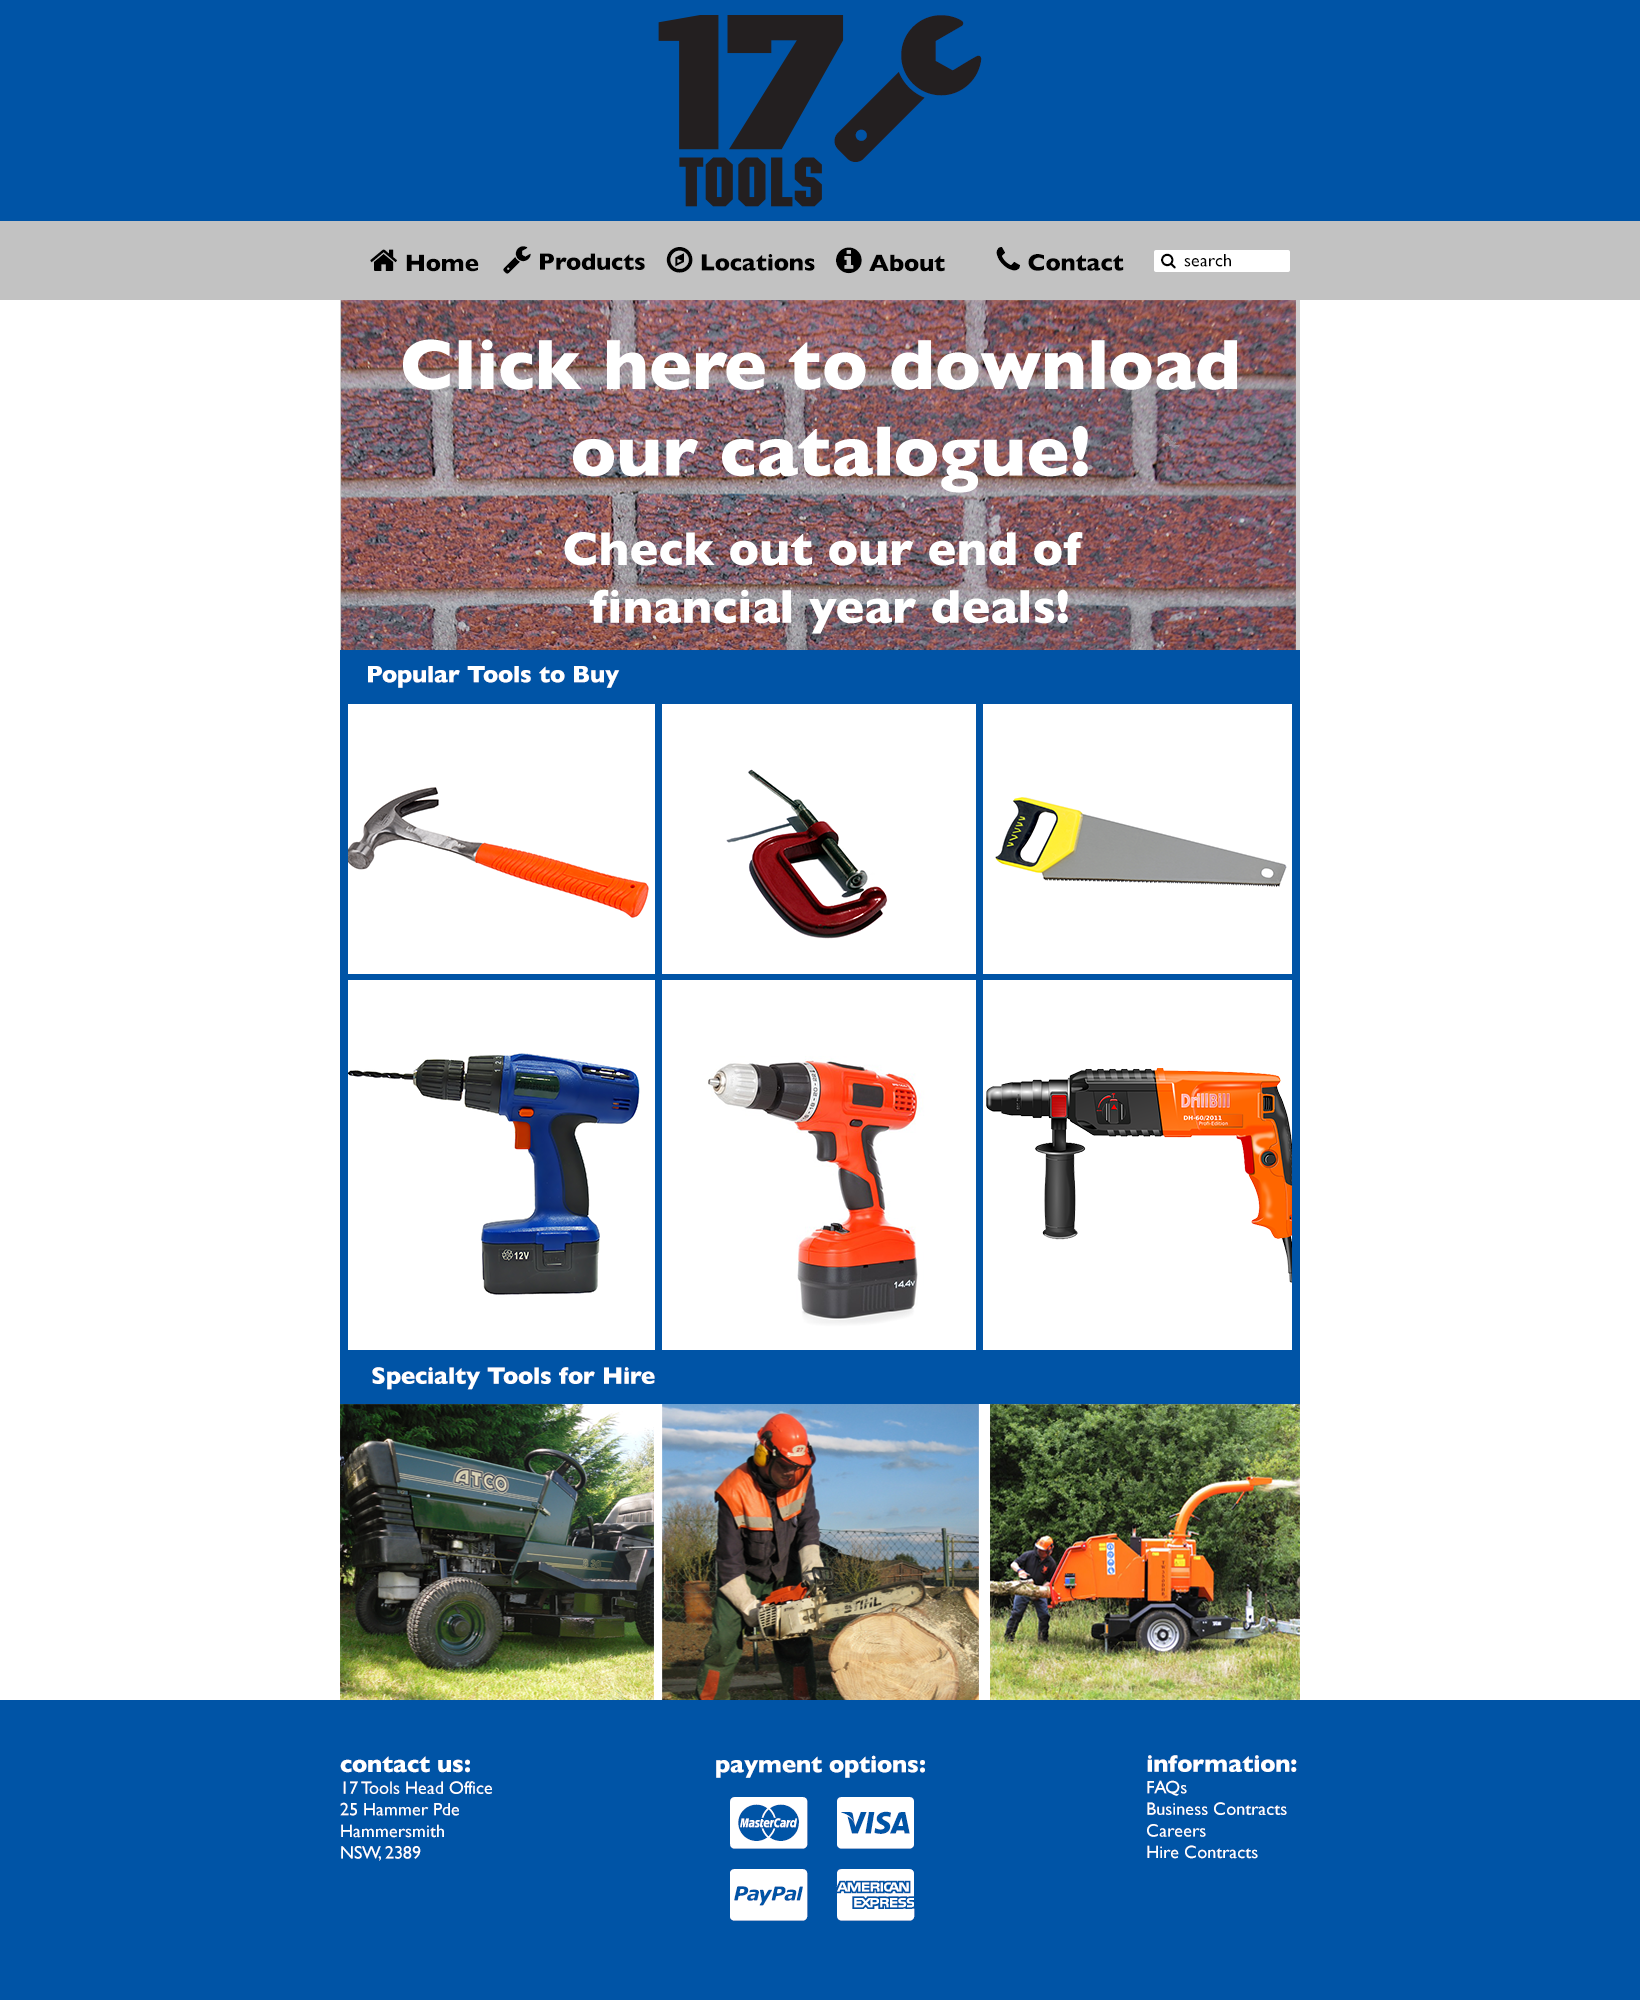 17
TOOLS
Home Products Locations About Contact search
Click here to download
our catalogue!
Check out our end of
financial year deals!
Popular Tools to Buy
12V
14.4v
DrillBill
DH-60/2011
Profi-Edition
Specialty Tools for Hire
ATCO
STIHL
contact us:
17 Tools Head Office
25 Hammer Pde
Hammersmith
NSW, 2389
payment options:
MasterCard VISA
PayPal AMERICAN EXPRESS
information:
FAQs
Business Contracts
Careers
Hire Contracts